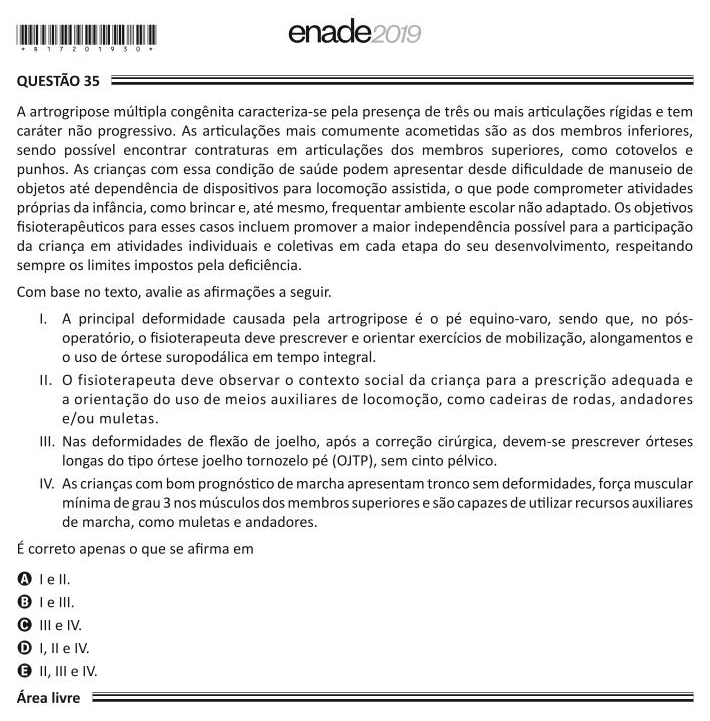 enade2019
*R17201930*
QUESTÃO 35
A artrogripose múltipla congênita caracteriza-se pela presença de três ou mais articulações rígidas e tem
caráter não progressivo. As articulações mais comumente acometidas são as dos membros inferiores,
sendo possível encontrar contraturas em articulações dos membros superiores, como cotovelos e
punhos. As crianças com essa condição de saúde podem apresentar desde dificuldade de manuseio de
objetos até dependência de dispositivos para locomoção assistida, o que pode comprometer atividades
próprias da infância, como brincar e, até mesmo, frequentar ambiente escolar não adaptado. Os objetivos
fisioterapêuticos para esses casos incluem promover a maior independência possível para a participação
da criança em atividades individuais e coletivas em cada etapa do seu desenvolvimento, respeitando
sempre os limites impostos pela deficiência.
Com base no texto, avalie as afirmações a seguir.
I. A principal deformidade causada pela artrogripose é o pé equino-varo, sendo que, no pós-
operatório, o fisioterapeuta deve prescrever e orientar exercícios de mobilização, alongamentos e
o uso de órtese suropodálica em tempo integral.
II. O fisioterapeuta deve observar o contexto social da criança para a prescrição adequada e
a orientação do uso de meios auxiliares de locomoção, como cadeiras de rodas, andadores
e/ou muletas.
III. Nas deformidades de flexão de joelho, após a correção cirúrgica, devem-se prescrever órteses
longas do tipo órtese joelho tornozelo pé (OJTP), sem cinto pélvico.
IV. As crianças com bom prognóstico de marcha apresentam tronco sem deformidades, força muscular
mínima de grau 3 nos músculos dos membros superiores e são capazes de utilizar recursos auxiliares
de marcha, como muletas e andadores.
É correto apenas o que se afirma em
A I e II.
B I e III.
C III e IV.
D I, II e IV.
E II, III e IV.
Área livre